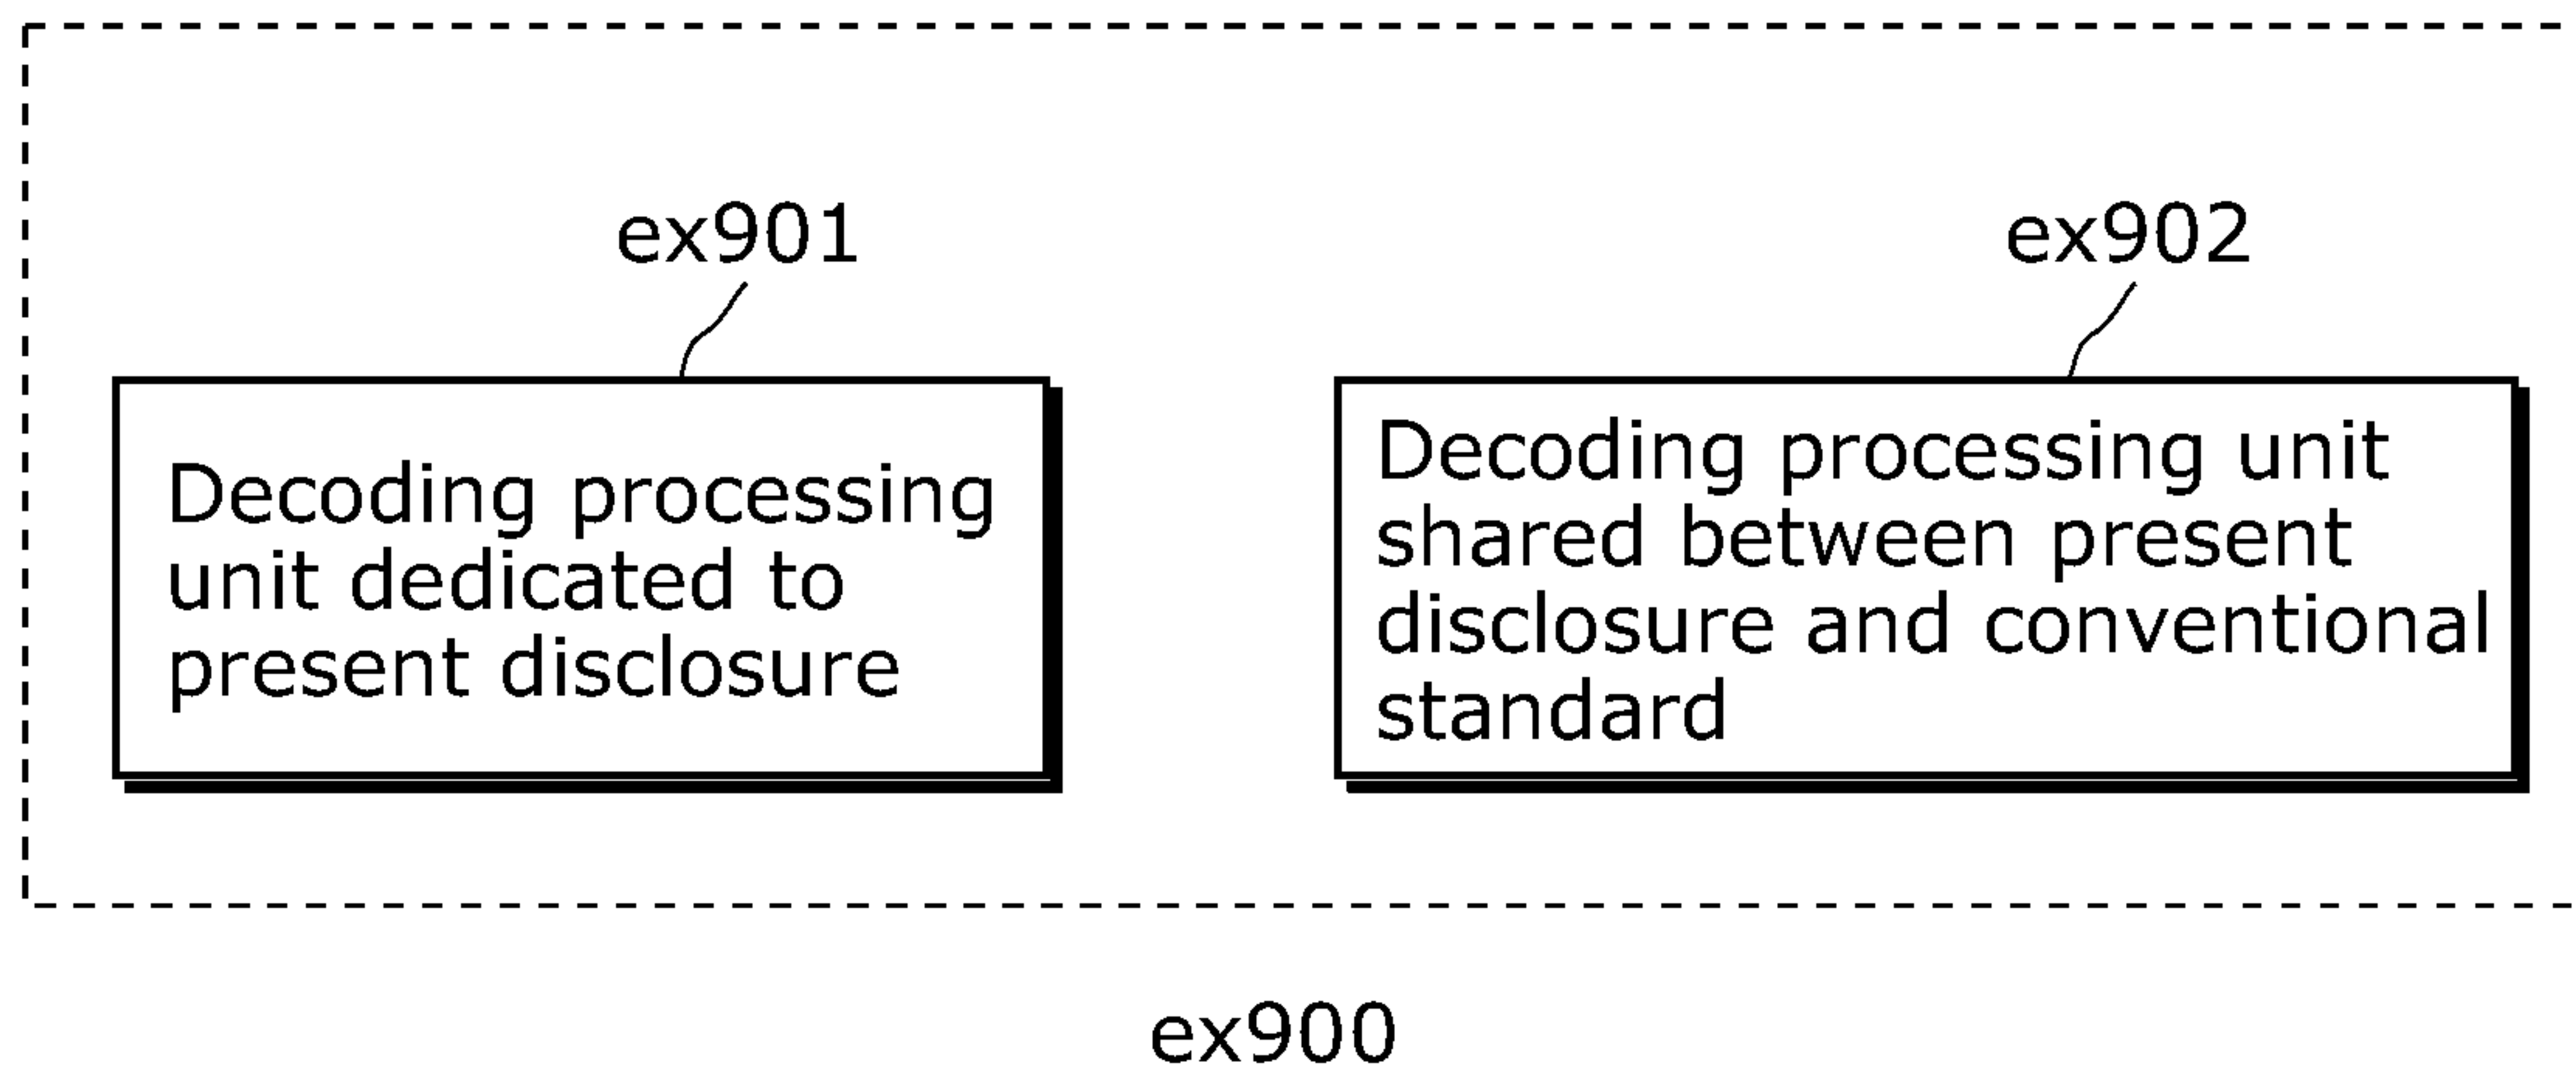 ex901
ex902
Decoding processing
unit dedicated to
present disclosure
Decoding processing unit
shared between present
disclosure and conventional
standard
ex900